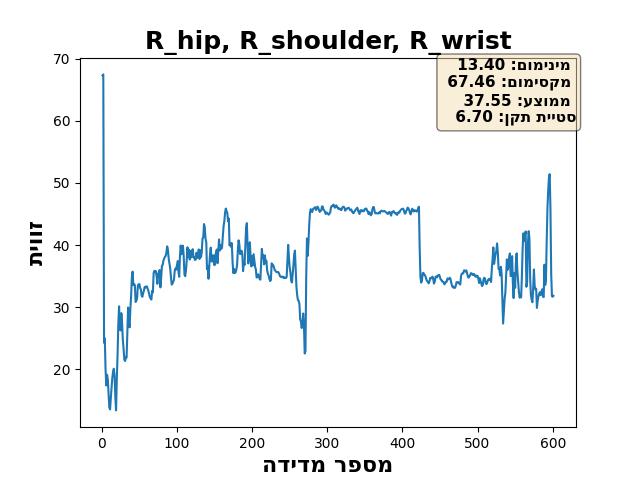 R_hip, R_shoulder, R_wrist
מינימום: 13.40
מקסימום: 67.46
ממוצע: 37.55
סטיית תקן: 6.70
זווית
70
60
50
40
30
20
0 100 200 300 400 500 600
מספר מדידה